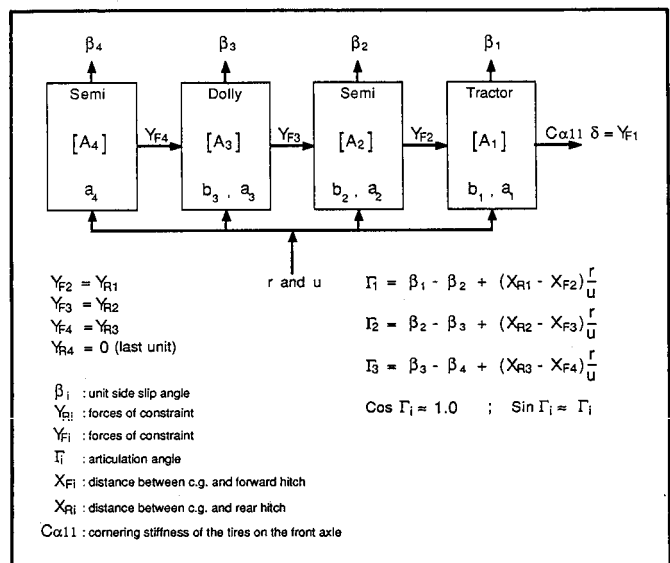 β4 β3 β2 β1
Semi Dolly Semi Tractor
[A4] YF4 [A3] YF3 [A2] YF2 [A1] Cα11 δ = YF1
a4 b3 , a3 b2 , a2 b1 , a1
r and u
YF2 = YR1
YF3 = YR2
YF4 = YR3
YR4 = 0 (last unit)
Γ1 = β1 - β2 + (XR1 - XF2) r/u
Γ2 = β2 - β3 + (XR2 - XF3) r/u
Γ3 = β3 - β4 + (XR3 - XF4) r/u
Cos Γi ≈ 1.0 ; Sin Γi ≈ Γi
βi : unit side slip angle
YRi : forces of constraint
YFi : forces of constraint
Γi : articulation angle
XFi : distance between c.g. and forward hitch
XRi : distance between c.g. and rear hitch
Cα11 : cornering stiffness of the tires on the front axle